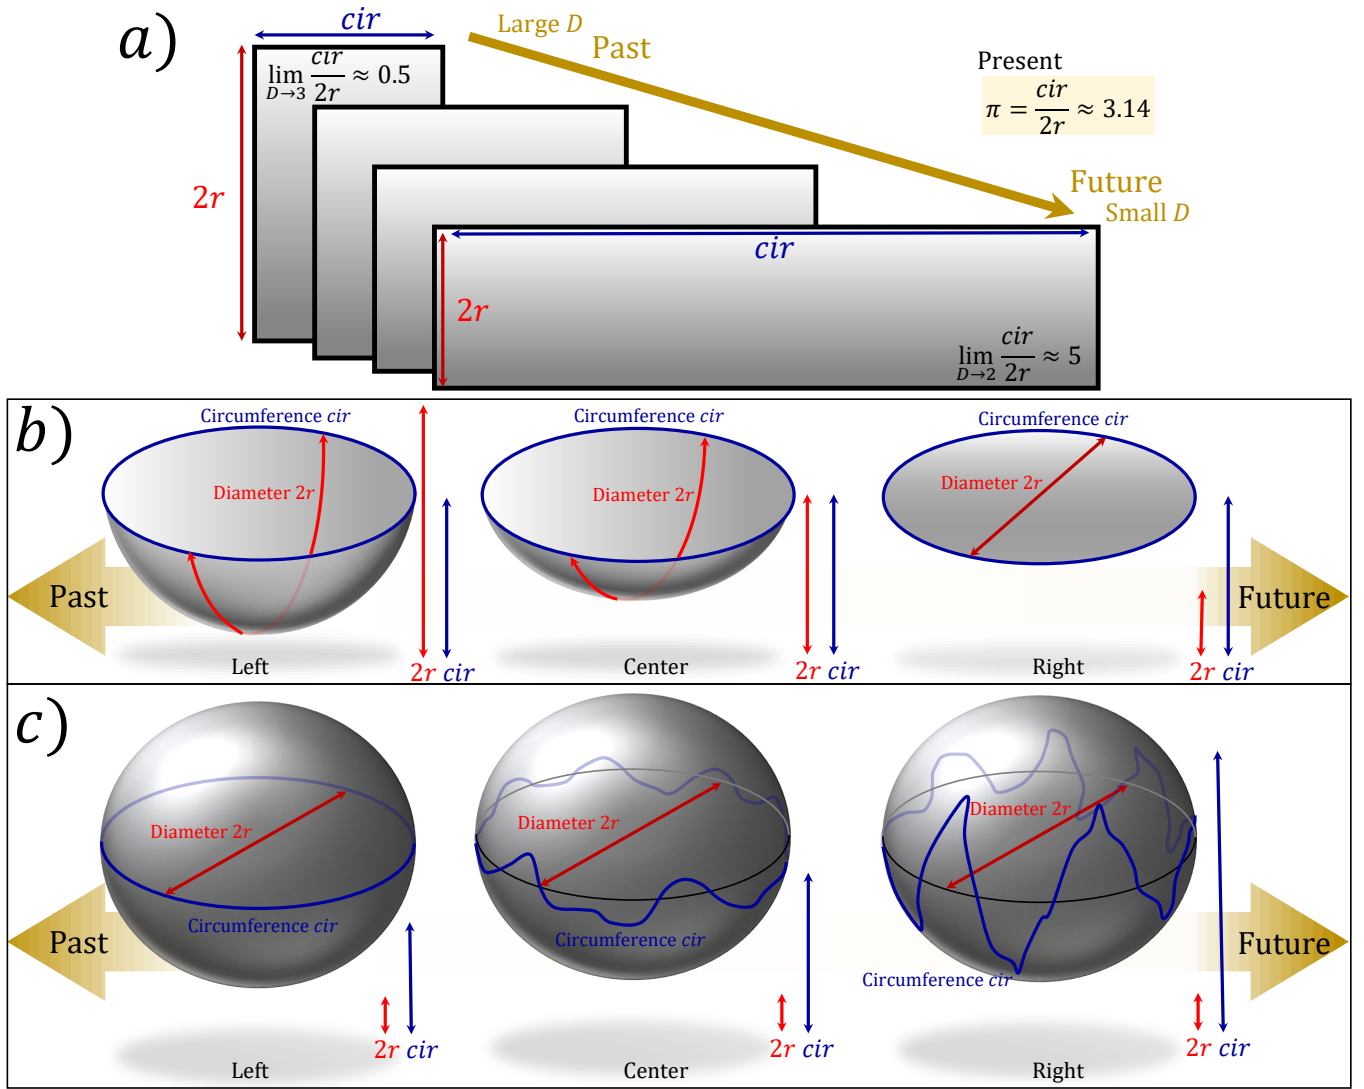 a)
cir
2r
lim cir/2r ≈ 0.5
D→3
Large D
Past
Present
π = cir/2r ≈ 3.14
Future
Small D
cir
2r
lim cir/2r ≈ 5
D→2
b)
Circumference cir
Diameter 2r
Past
Left
2r cir
Circumference cir
Diameter 2r
Center
2r cir
Circumference cir
Diameter 2r
Future
Right
2r cir
c)
Diameter 2r
Circumference cir
Past
Left
2r cir
Diameter 2r
Circumference cir
Center
2r cir
Diameter 2r
Circumference cir
Future
Right
2r cir